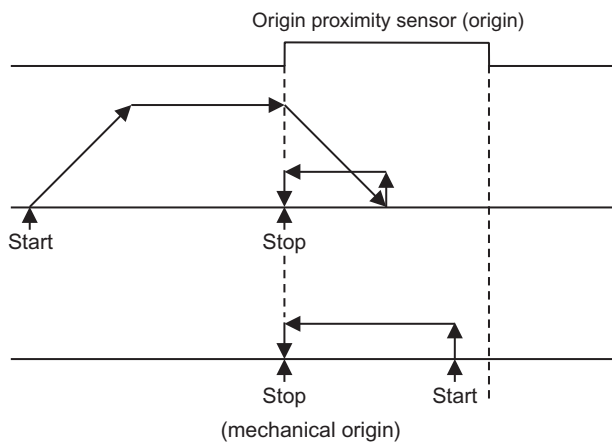 Origin proximity sensor (origin)
Start
Stop
Stop
Start
(mechanical origin)